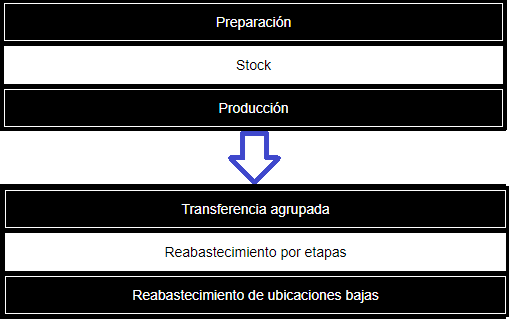 Preparación
Stock
Producción
Transferencia agrupada
Reabastecimiento por etapas
Reabastecimiento de ubicaciones bajas